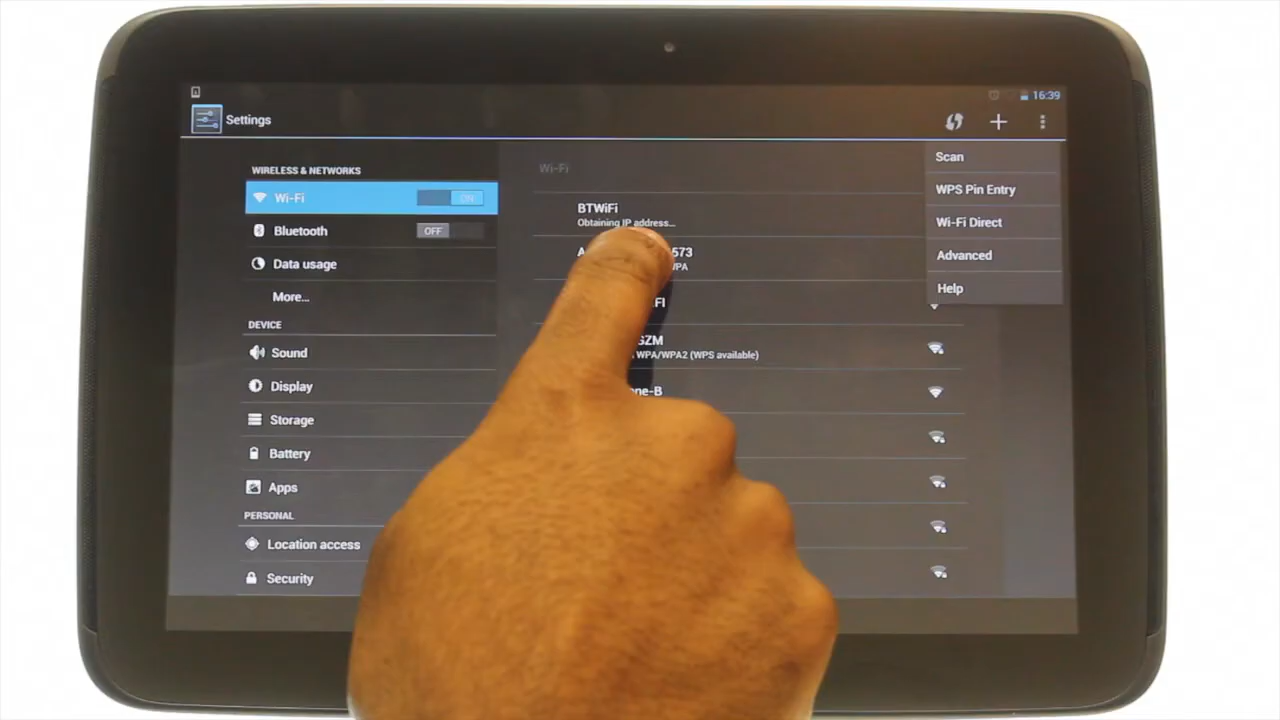 16:39
Settings
Scan
WPS Pin Entry
Wi-Fi Direct
Advanced
Help
WIRELESS & NETWORKS
Wi-Fi ON
Bluetooth OFF
Data usage
More...
DEVICE
Sound
Display
Storage
Battery
Apps
PERSONAL
Location access
Security
Wi-Fi
BTWiFi
Obtaining IP address...
573
WPA
FI
GZM
WPA/WPA2 (WPS available)
ne-B